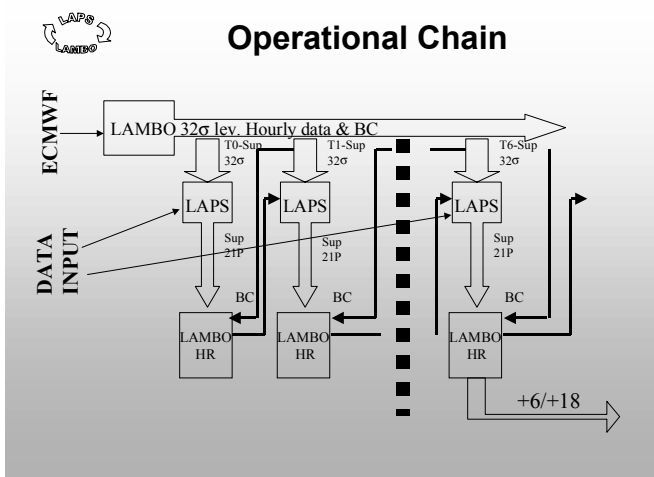 LAPS
LAMBO
Operational Chain
ECMWF
LAMBO 32σ lev. Hourly data & BC
T0-Sup
32σ
T1-Sup
32σ
T6-Sup
32σ
LAPS
LAPS
LAPS
DATA
INPUT
Sup
21P
Sup
21P
Sup
21P
BC
BC
BC
LAMBO
HR
LAMBO
HR
LAMBO
HR
+6/+18